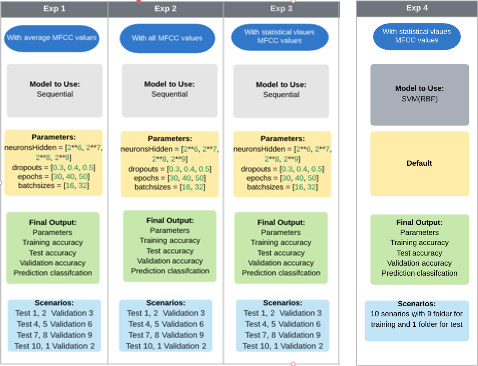 Exp 1
With average MFCC values
Model to Use:
Sequential
Parameters:
neuronsHidden = [2**6, 2**7,
2**8, 2**9]
dropouts = [0.3, 0.4, 0.5]
epochs = [30, 40, 50]
batchsizes = [16, 32]
Final Output:
Parameters
Training accuracy
Test accuracy
Validation accuracy
Prediction classifcation
Scenarios:
Test 1, 2 Validation 3
Test 4, 5 Validation 6
Test 7, 8 Validation 9
Test 10, 1 Validation 2
Exp 2
With all MFCC values
Model to Use:
Sequential
Parameters:
neuronsHidden = [2**6, 2**7,
2**8, 2**9]
dropouts = [0.3, 0.4, 0.5]
epochs = [30, 40, 50]
batchsizes = [16, 32]
Final Output:
Parameters
Training accuracy
Test accuracy
Validation accuracy
Prediction classifcation
Scenarios:
Test 1, 2 Validation 3
Test 4, 5 Validation 6
Test 7, 8 Validation 9
Test 10, 1 Validation 2
Exp 3
With statistical vlaues
MFCC values
Model to Use:
Sequential
Parameters:
neuronsHidden = [2**6, 2**7,
2**8, 2**9]
dropouts = [0.3, 0.4, 0.5]
epochs = [30, 40, 50]
batchsizes = [16, 32]
Final Output:
Parameters
Training accuracy
Test accuracy
Validation accuracy
Prediction classifcation
Scenarios:
Test 1, 2 Validation 3
Test 4, 5 Validation 6
Test 7, 8 Validation 9
Test 10, 1 Validation 2
Exp 4
With statistical vlaues
MFCC values
Model to Use:
SVM(RBF)
Default
Final Output:
Parameters
Training accuracy
Test accuracy
Validation accuracy
Prediction classifcation
Scenarios:
10 senarios with 9 folder for
training and 1 folder for test